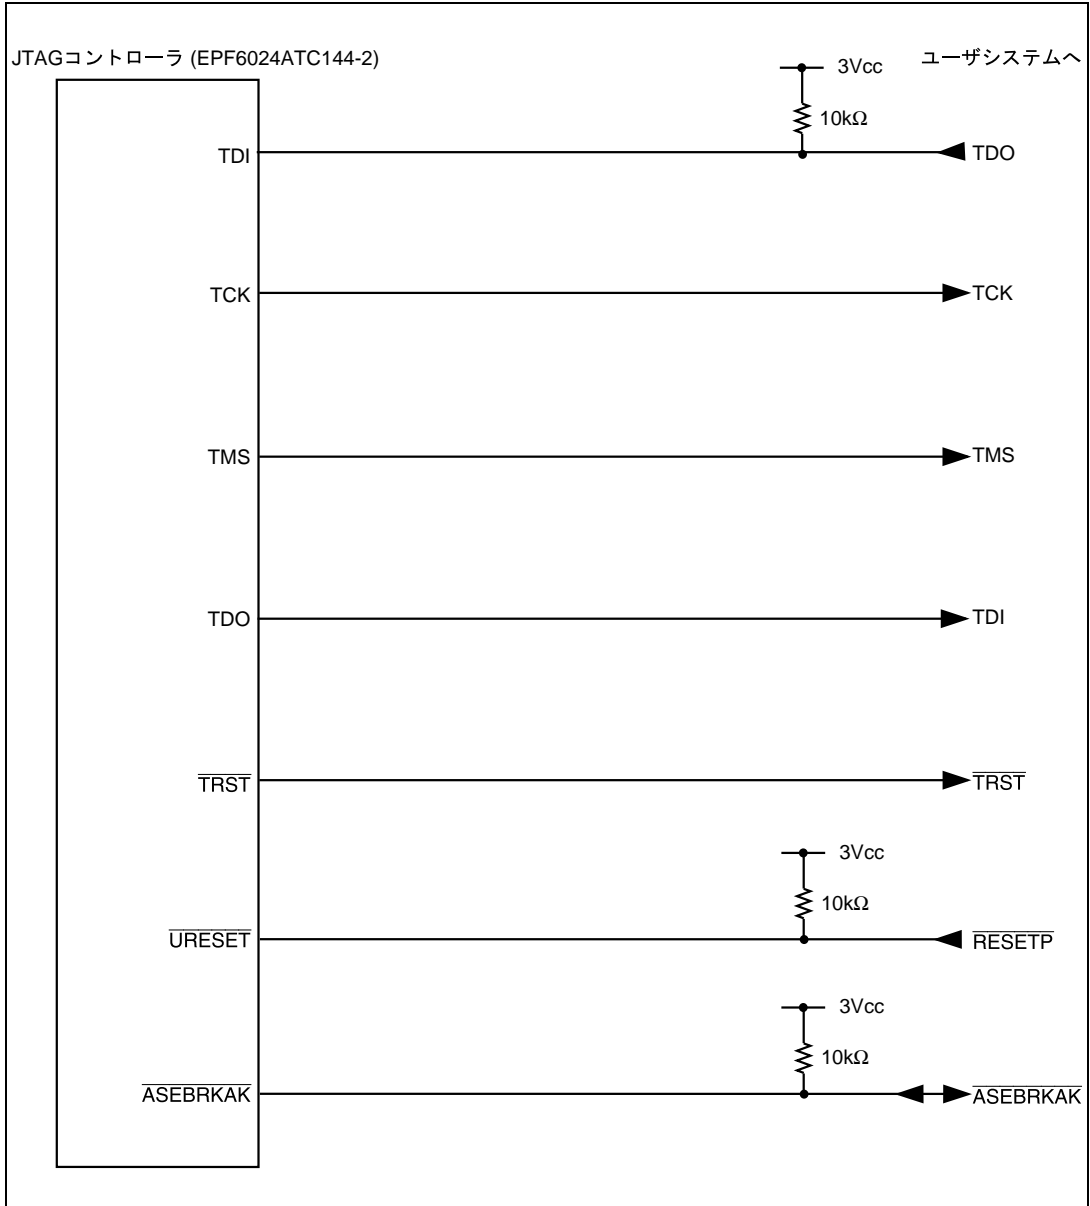 JTAGコントローラ (EPF6024ATC144-2)
ユーザシステムへ
3Vcc
10kΩ
TDI
TDO
TCK
TCK
TMS
TMS
TDO
TDI
TRST
TRST
3Vcc
10kΩ
URESET
RESETP
3Vcc
10kΩ
ASEBRKAK
ASEBRKAK